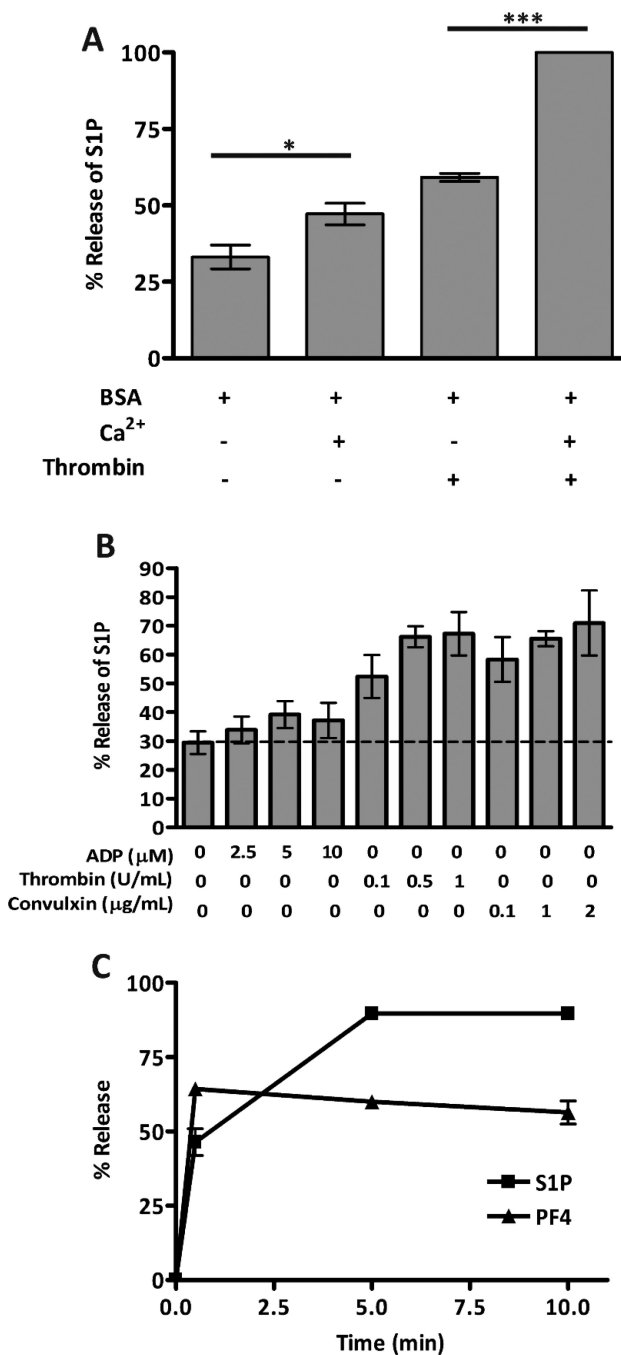 A
***
*
100
75
50
25
0
% Release of S1P
BSA + + + +
Ca2+ - + - +
Thrombin - - + +
B
90
80
70
60
50
40
30
20
10
0
% Release of S1P
ADP (μM) 0 2.5 5 10 0 0 0 0 0 0
Thrombin (U/mL) 0 0 0 0 0.1 0.5 1 0 0 0
Convulxin (μg/mL) 0 0 0 0 0 0 0 0.1 1 2
C
100
75
50
25
0
% Release
S1P
PF4
0.0 2.5 5.0 7.5 10.0
Time (min)